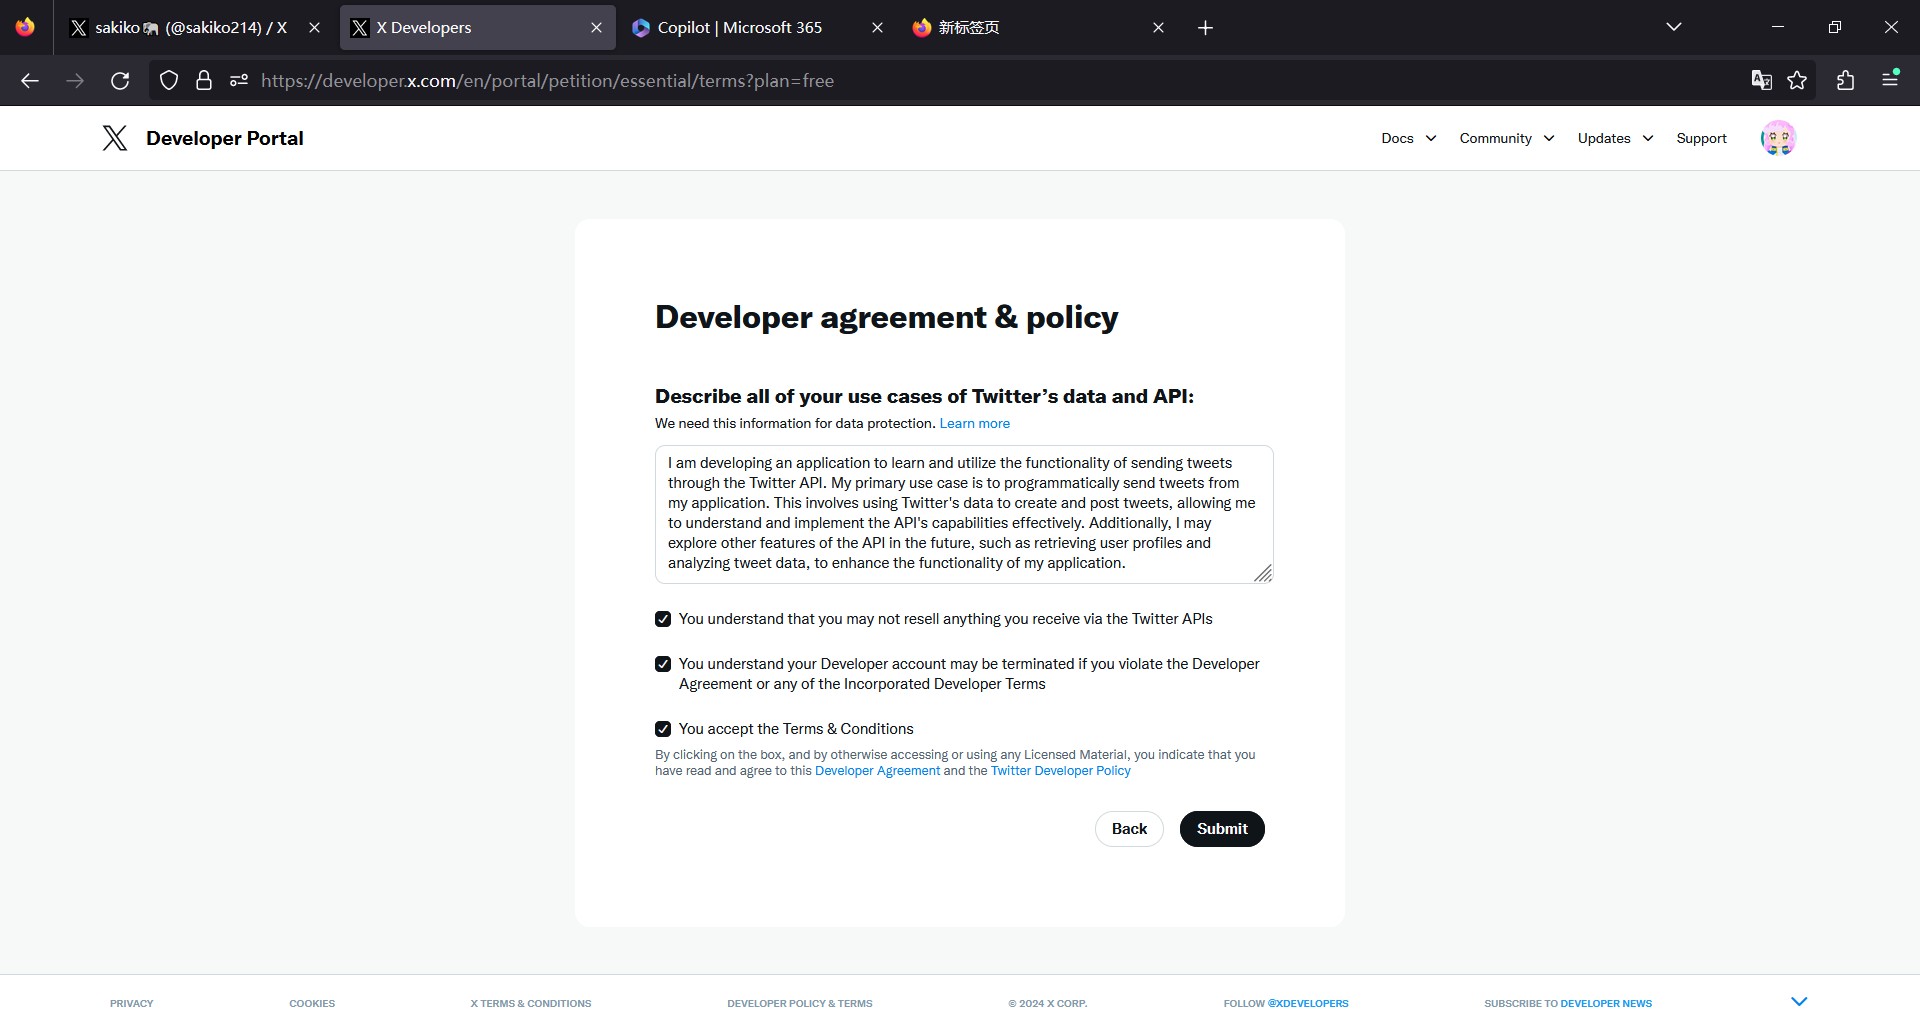 sakiko🐘 (@sakiko214) / X
X Developers
Copilot | Microsoft 365
新标签页
https://developer.x.com/en/portal/petition/essential/terms?plan=free
Developer Portal
Docs
Community
Updates
Support
Developer agreement & policy
Describe all of your use cases of Twitter’s data and API:
We need this information for data protection. Learn more
I am developing an application to learn and utilize the functionality of sending tweets
through the Twitter API. My primary use case is to programmatically send tweets from
my application. This involves using Twitter's data to create and post tweets, allowing me
to understand and implement the API's capabilities effectively. Additionally, I may
explore other features of the API in the future, such as retrieving user profiles and
analyzing tweet data, to enhance the functionality of my application.
You understand that you may not resell anything you receive via the Twitter APIs
You understand your Developer account may be terminated if you violate the Developer
Agreement or any of the Incorporated Developer Terms
You accept the Terms & Conditions
By clicking on the box, and by otherwise accessing or using any Licensed Material, you indicate that you
have read and agree to this Developer Agreement and the Twitter Developer Policy
Back
Submit
PRIVACY
COOKIES
X TERMS & CONDITIONS
DEVELOPER POLICY & TERMS
© 2024 X CORP.
FOLLOW @XDEVELOPERS
SUBSCRIBE TO DEVELOPER NEWS